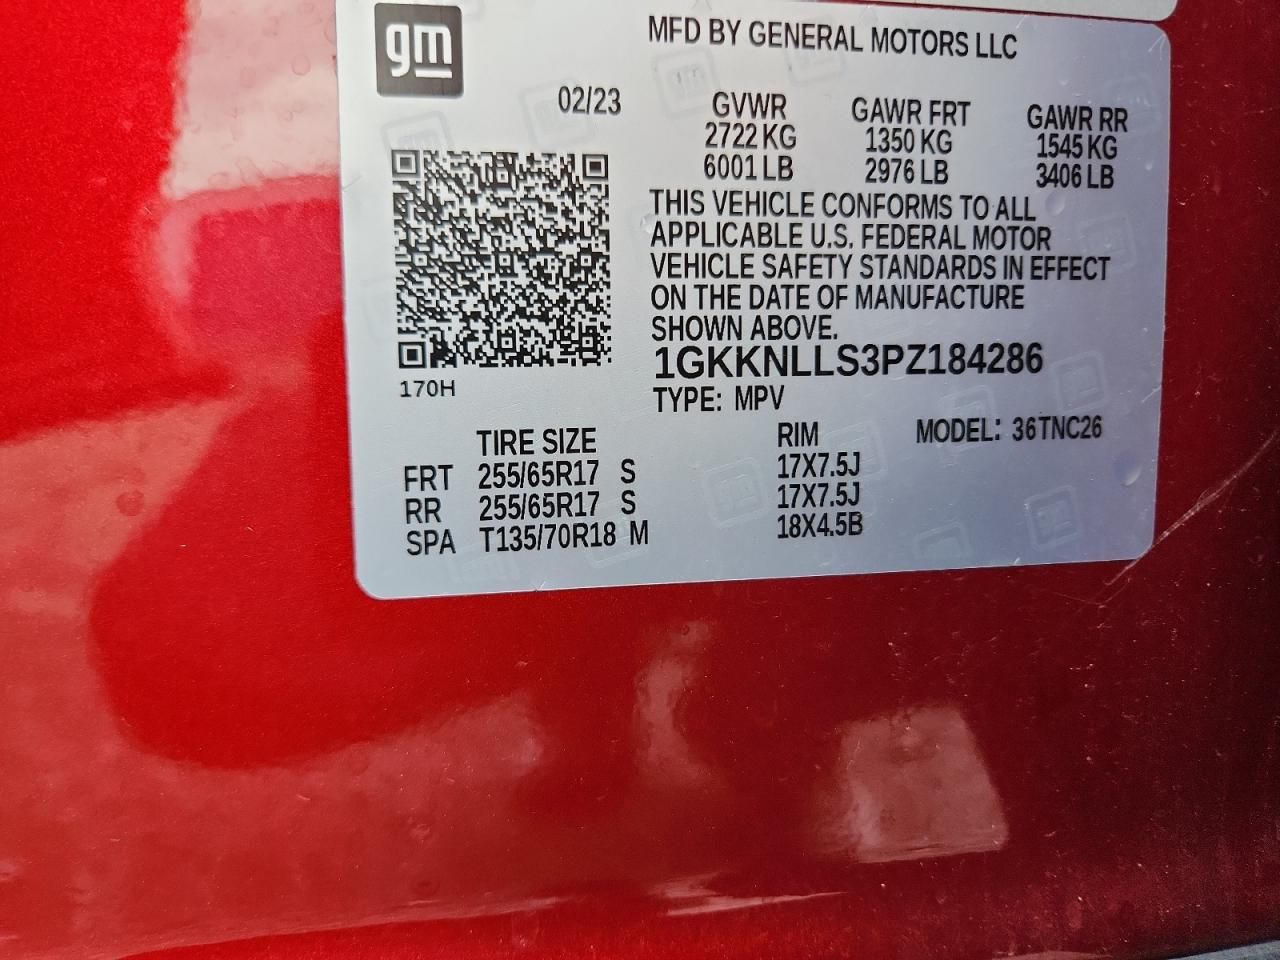 gm
MFD BY GENERAL MOTORS LLC
02/23
GVWR GAWR FRT GAWR RR
2722 KG 1350 KG 1545 KG
6001 LB 2976 LB 3406 LB
THIS VEHICLE CONFORMS TO ALL
APPLICABLE U.S. FEDERAL MOTOR
VEHICLE SAFETY STANDARDS IN EFFECT
ON THE DATE OF MANUFACTURE
SHOWN ABOVE.
1GKKNLLS3PZ184286
170H
TYPE: MPV
TIRE SIZE RIM MODEL: 36TNC26
FRT 255/65R17 S 17X7.5J
RR 255/65R17 S 17X7.5J
SPA T135/70R18 M 18X4.5B